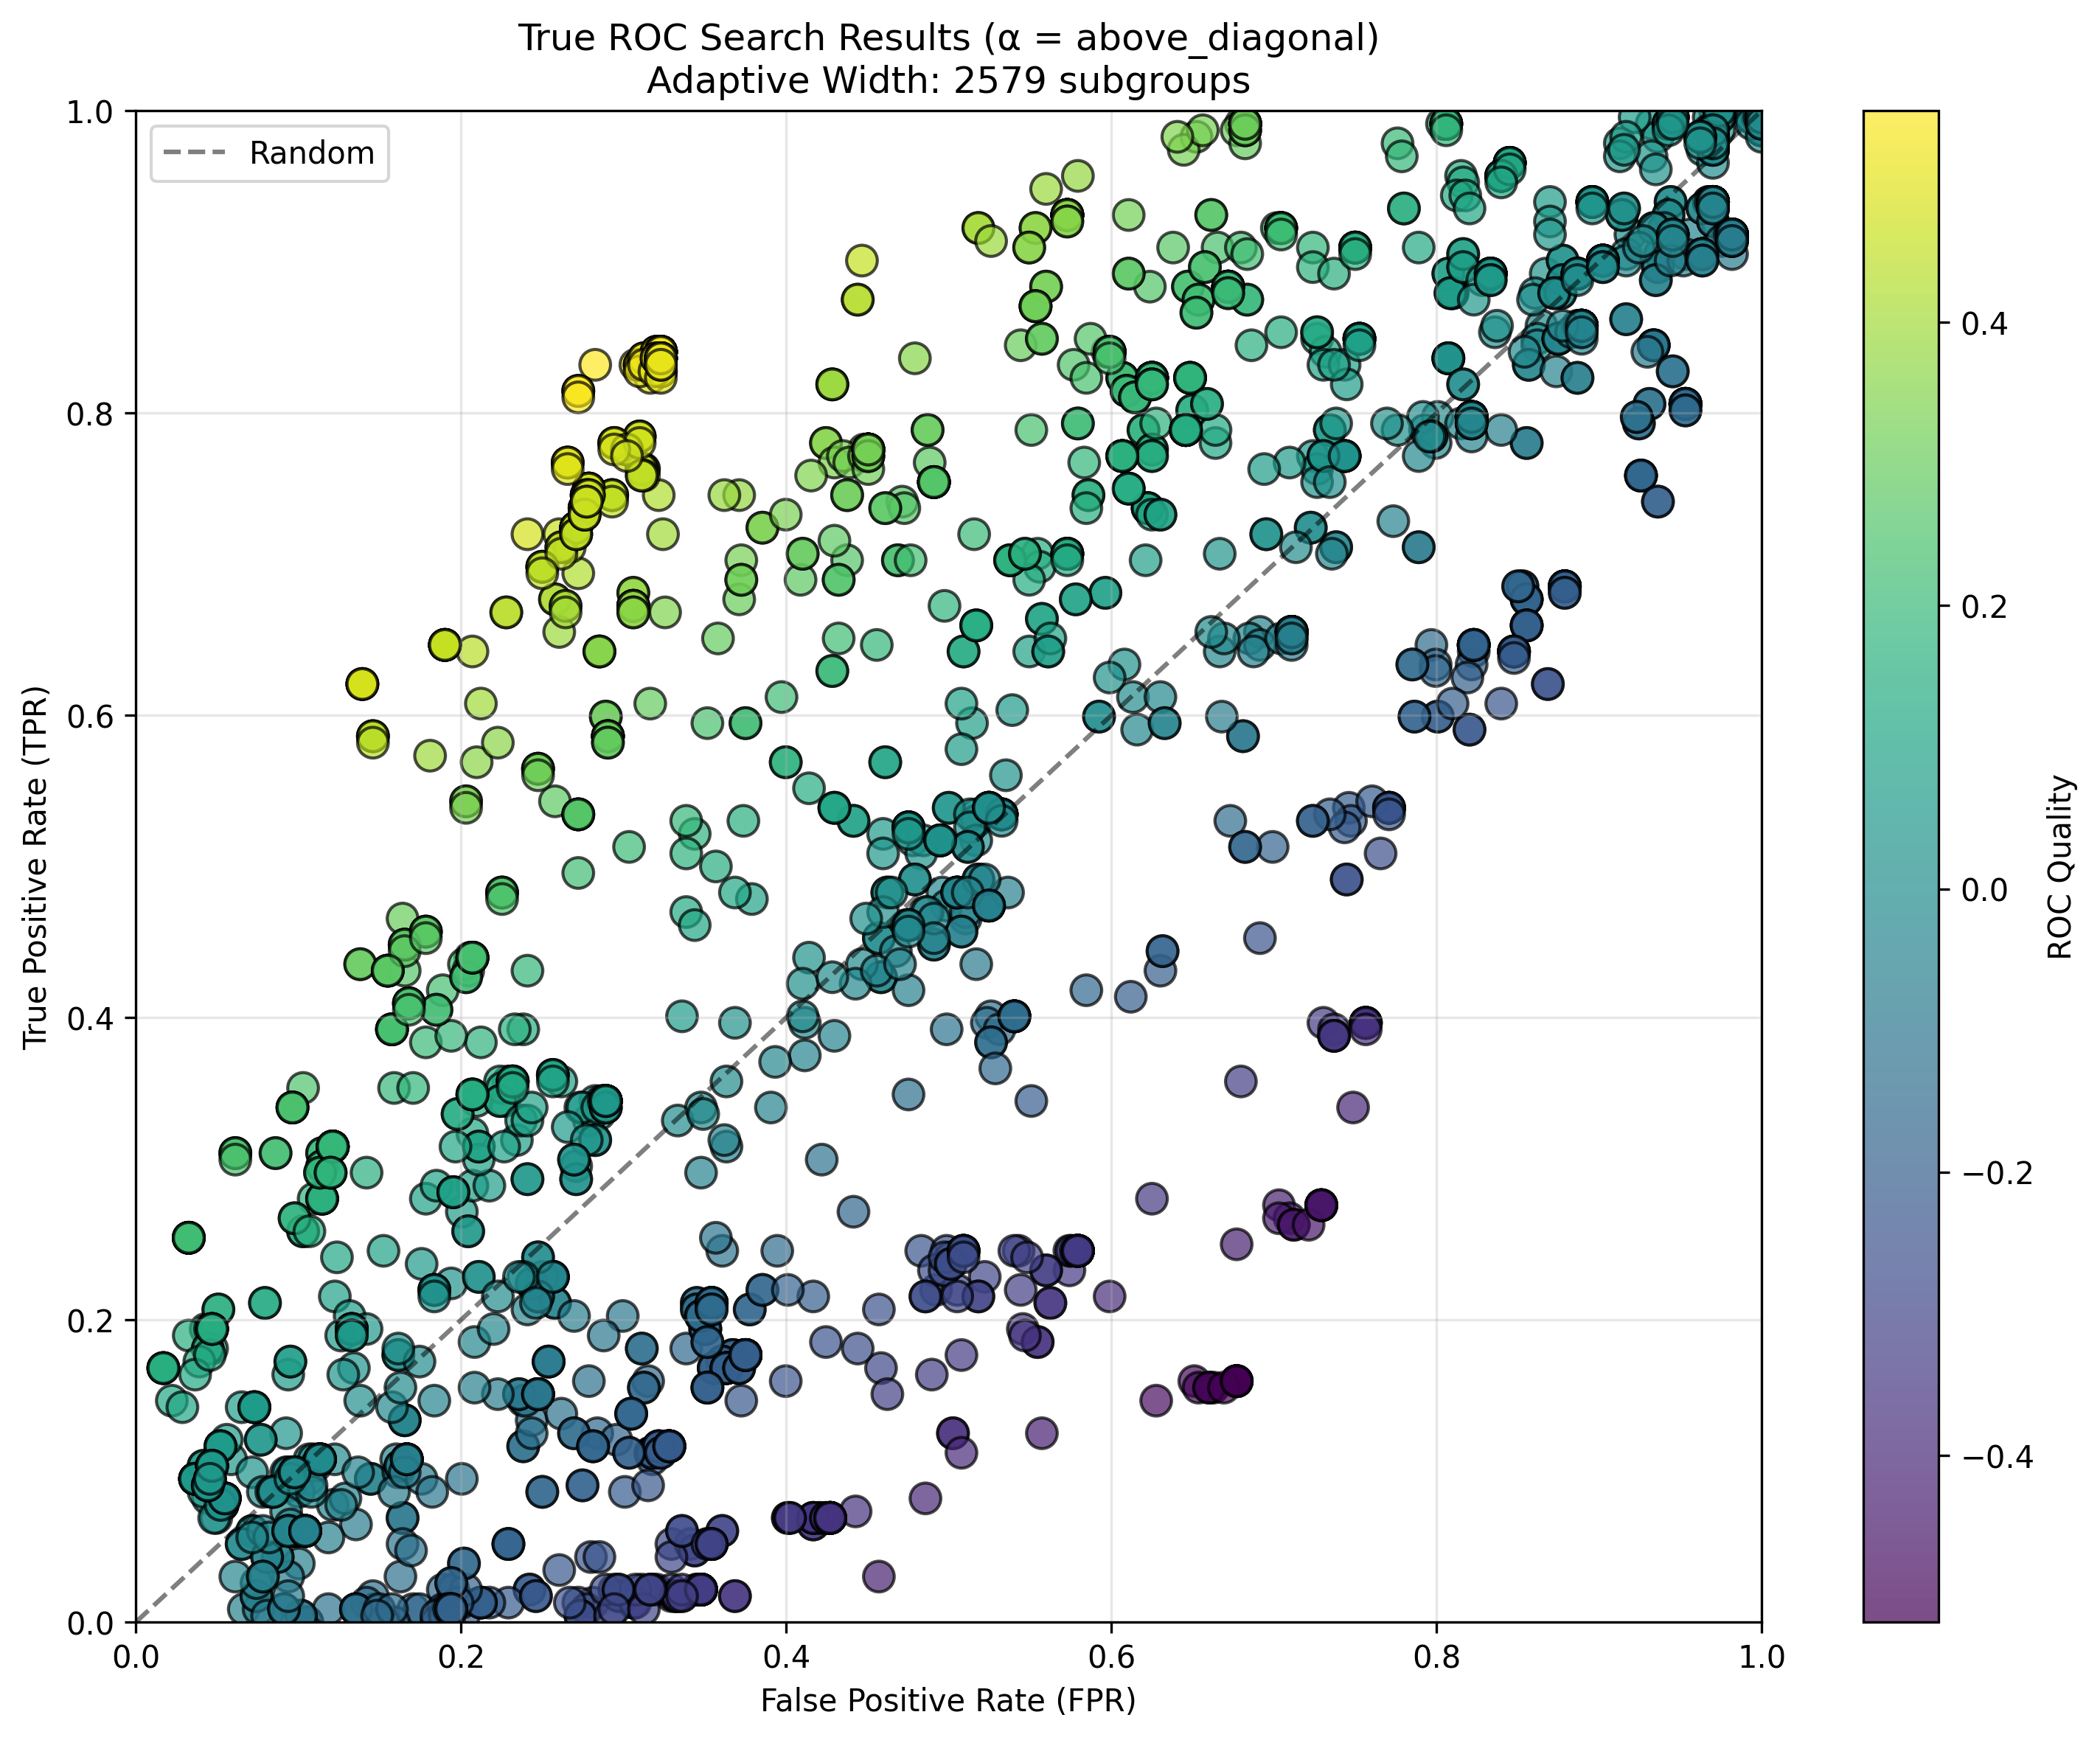 True ROC Search Results (α = above_diagonal)
Adaptive Width: 2579 subgroups
Random
1.0
0.8
0.6
0.4
0.2
0.0
True Positive Rate (TPR)
0.0
0.2
0.4
0.6
0.8
1.0
False Positive Rate (FPR)
0.4
0.2
0.0
−0.2
−0.4
ROC Quality